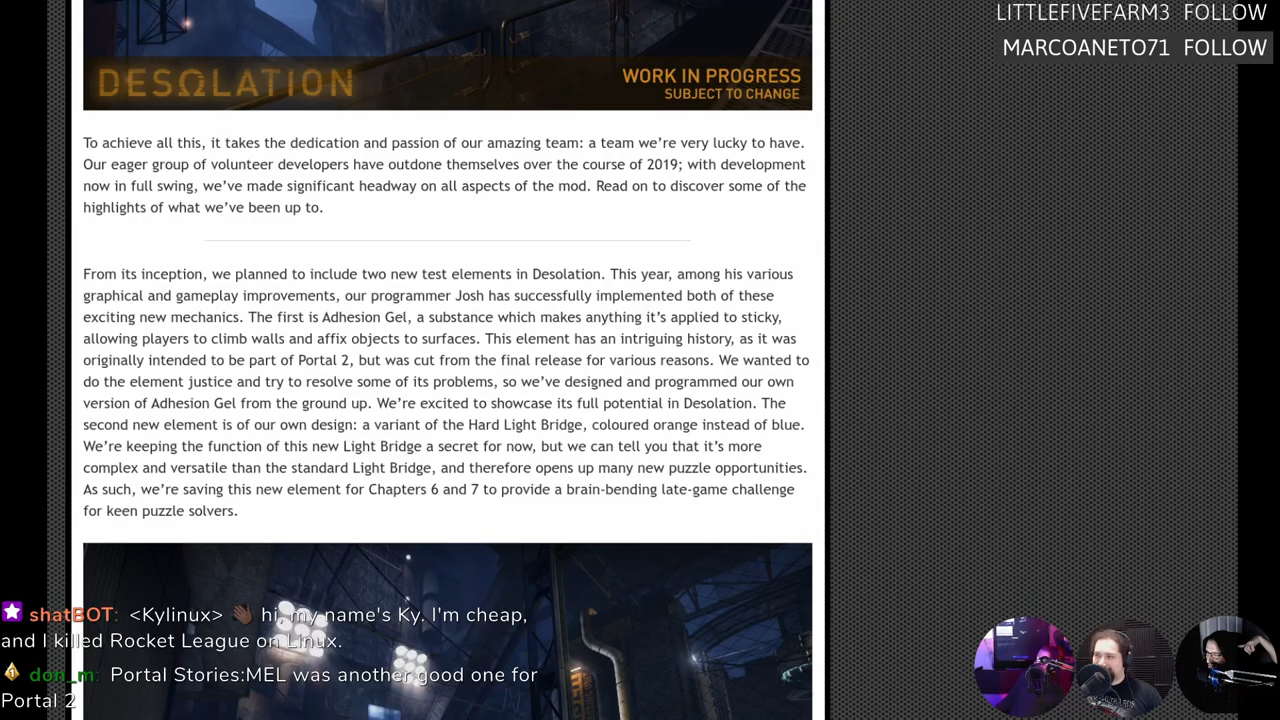 LITTLEFIVEFARM3 FOLLOW
MARCOANETO71 FOLLOW
DESΩLATION
WORK IN PROGRESS
SUBJECT TO CHANGE
To achieve all this, it takes the dedication and passion of our amazing team: a team we’re very lucky to have.
Our eager group of volunteer developers have outdone themselves over the course of 2019; with development
now in full swing, we’ve made significant headway on all aspects of the mod. Read on to discover some of the
highlights of what we’ve been up to.
From its inception, we planned to include two new test elements in Desolation. This year, among his various
graphical and gameplay improvements, our programmer Josh has successfully implemented both of these
exciting new mechanics. The first is Adhesion Gel, a substance which makes anything it’s applied to sticky,
allowing players to climb walls and affix objects to surfaces. This element has an intriguing history, as it was
originally intended to be part of Portal 2, but was cut from the final release for various reasons. We wanted to
do the element justice and try to resolve some of its problems, so we’ve designed and programmed our own
version of Adhesion Gel from the ground up. We’re excited to showcase its full potential in Desolation. The
second new element is of our own design: a variant of the Hard Light Bridge, coloured orange instead of blue.
We’re keeping the function of this new Light Bridge a secret for now, but we can tell you that it’s more
complex and versatile than the standard Light Bridge, and therefore opens up many new puzzle opportunities.
As such, we’re saving this new element for Chapters 6 and 7 to provide a brain-bending late-game challenge
for keen puzzle solvers.
shatBOT: <Kylinux> 👋 hi, my name's Ky. I'm cheap,
and I killed Rocket League on Linux.
don_m: Portal Stories:MEL was another good one for
Portal 2